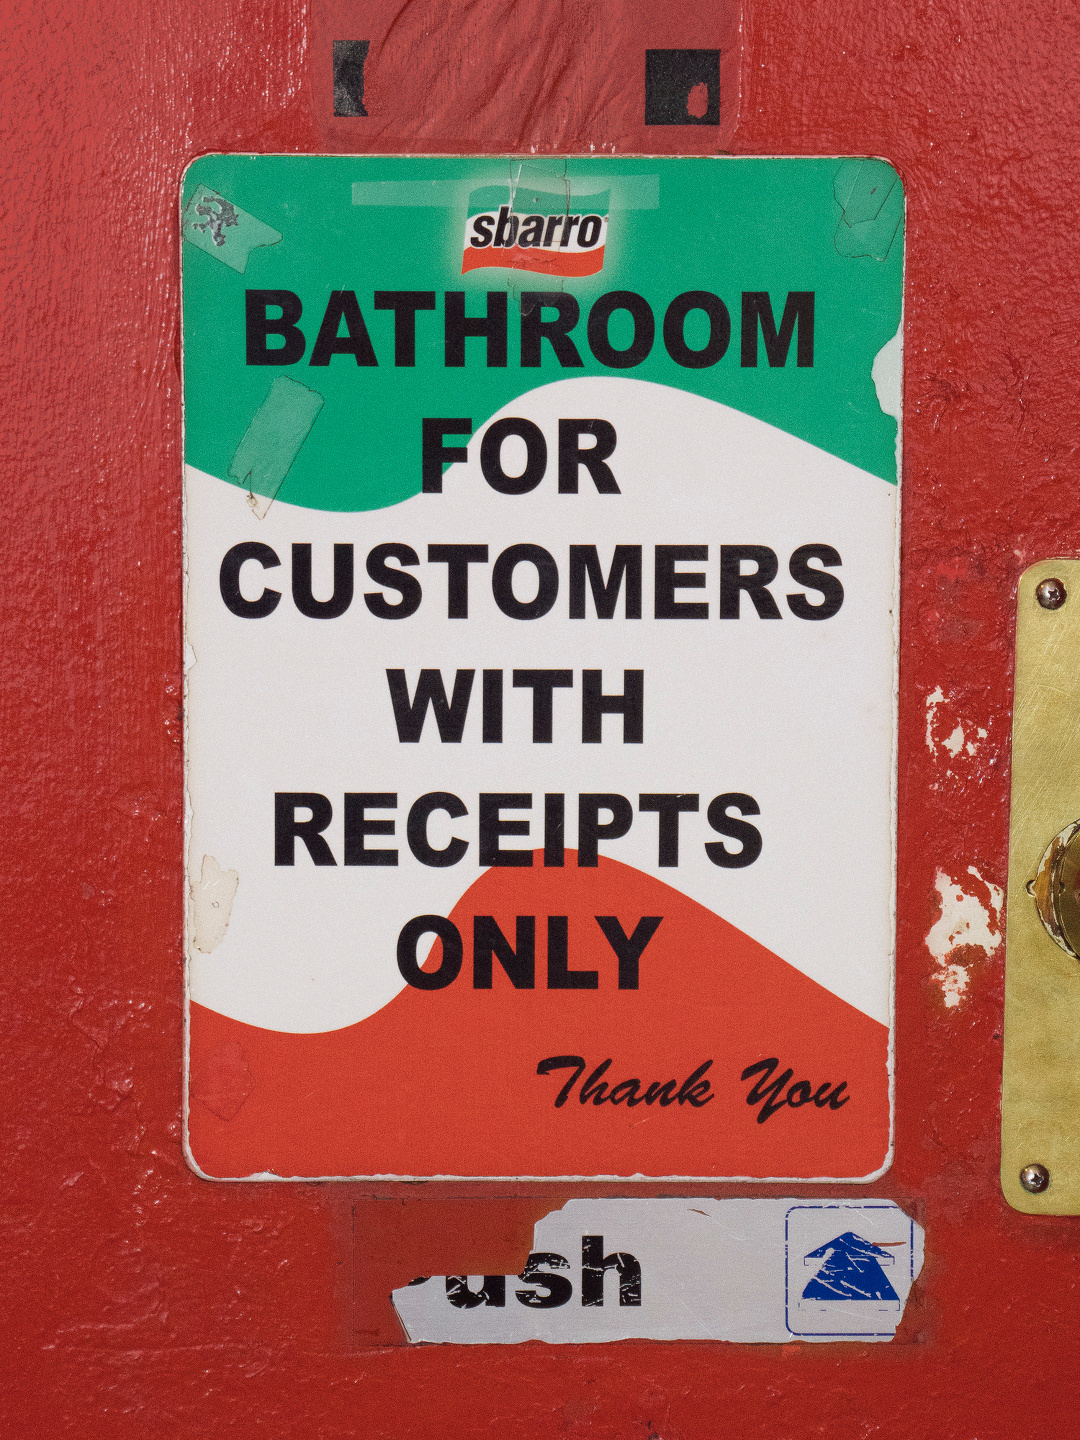 sbarro
BATHROOM
FOR
CUSTOMERS
WITH
RECEIPTS
ONLY
Thank You
ush